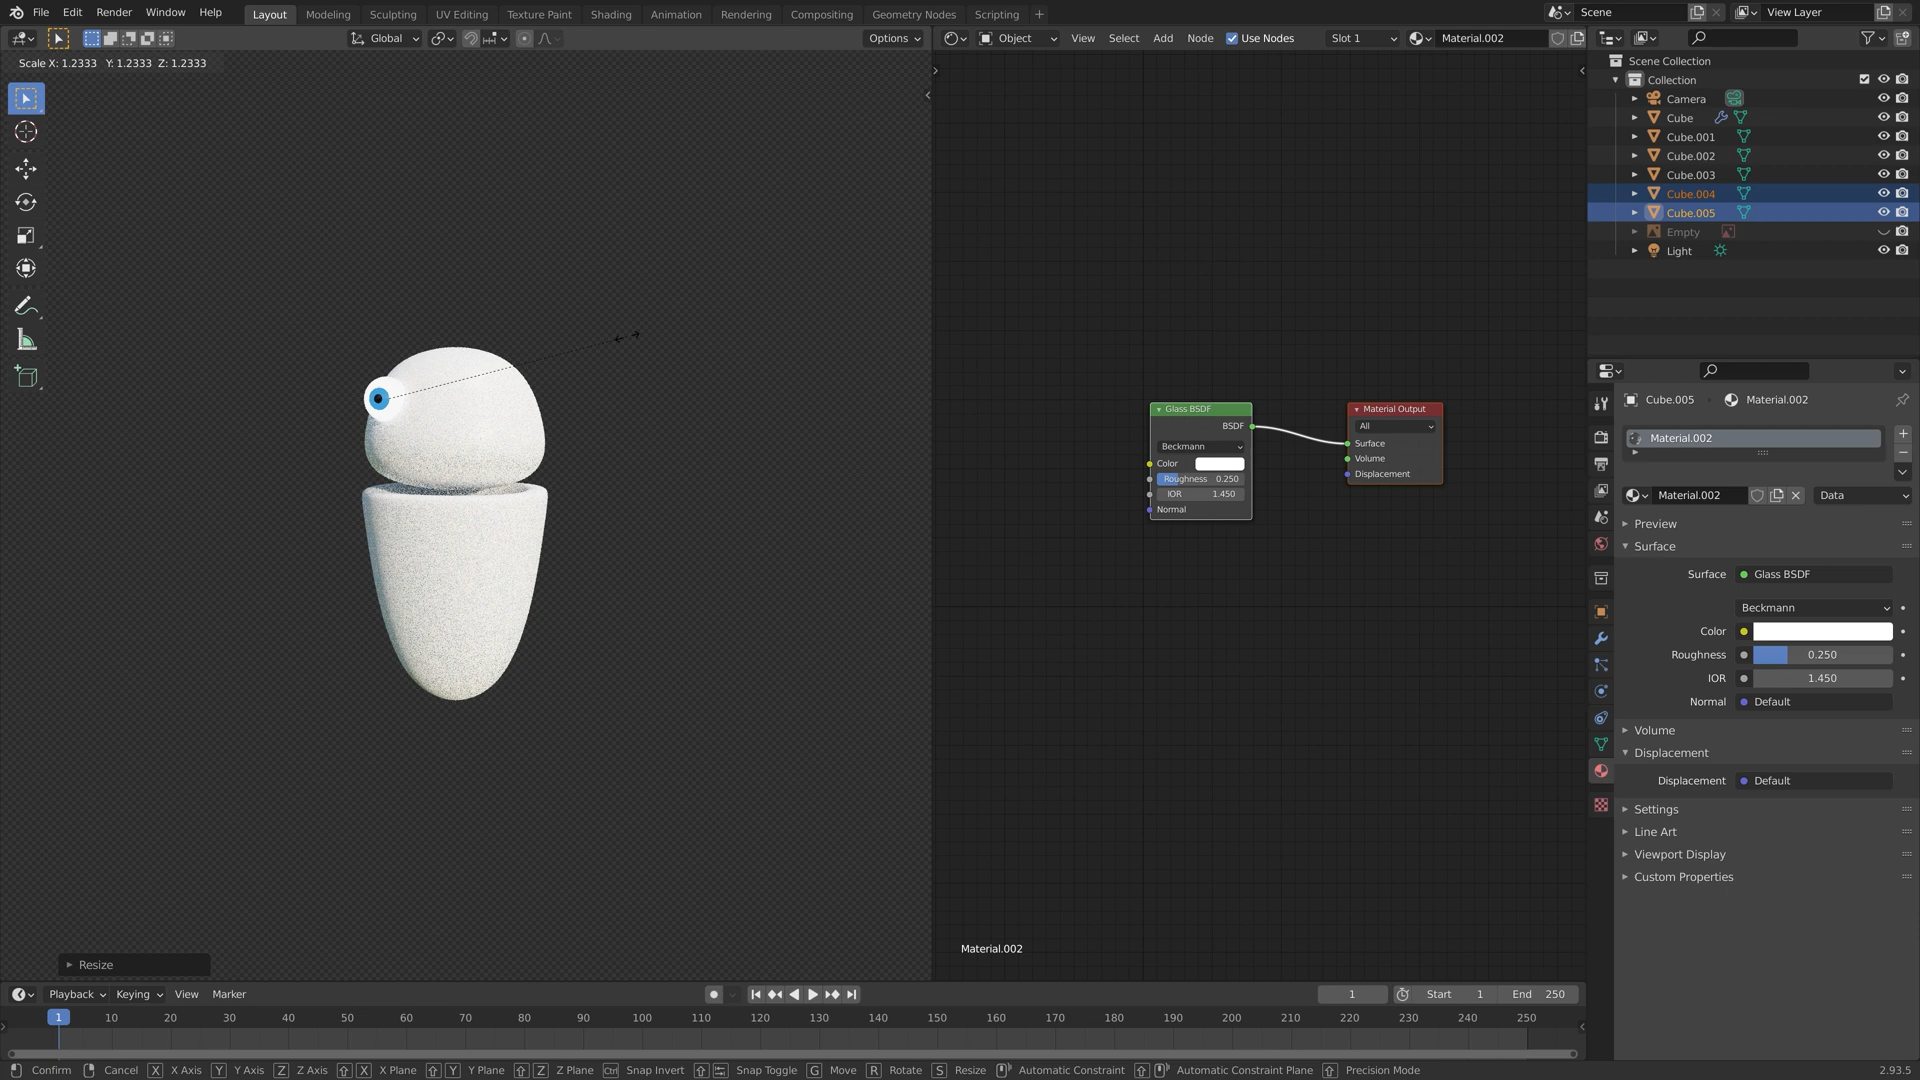 File Edit Render Window Help Layout Modeling Sculpting UV Editing Texture Paint Shading Animation Rendering Compositing Geometry Nodes Scripting + Scene View Layer
Global Options Object View Select Add Node Use Nodes Slot 1 Material.002
Scale X: 1.2333 Y: 1.2333 Z: 1.2333
Scene Collection
Collection
Camera
Cube
Cube.001
Cube.002
Cube.003
Cube.004
Cube.005
Empty
Light
Cube.005 Material.002
Material.002
Material.002 Data
Preview
Surface
Surface Glass BSDF
Beckmann
Color
Roughness 0.250
IOR 1.450
Normal Default
Volume
Displacement
Displacement Default
Settings
Line Art
Viewport Display
Custom Properties
Glass BSDF
BSDF
Beckmann
Color
Roughness 0.250
IOR 1.450
Normal
Material Output
All
Surface
Volume
Displacement
Material.002
Resize
Playback Keying View Marker 1 Start 1 End 250
1 10 20 30 40 50 60 70 80 90 100 110 120 130 140 150 160 170 180 190 200 210 220 230 240 250
Confirm Cancel X X Axis Y Y Axis Z Z Axis X X Plane Y Y Plane Z Z Plane Ctrl Snap Invert Snap Toggle G Move R Rotate S Resize Automatic Constraint Automatic Constraint Plane Precision Mode 2.93.5